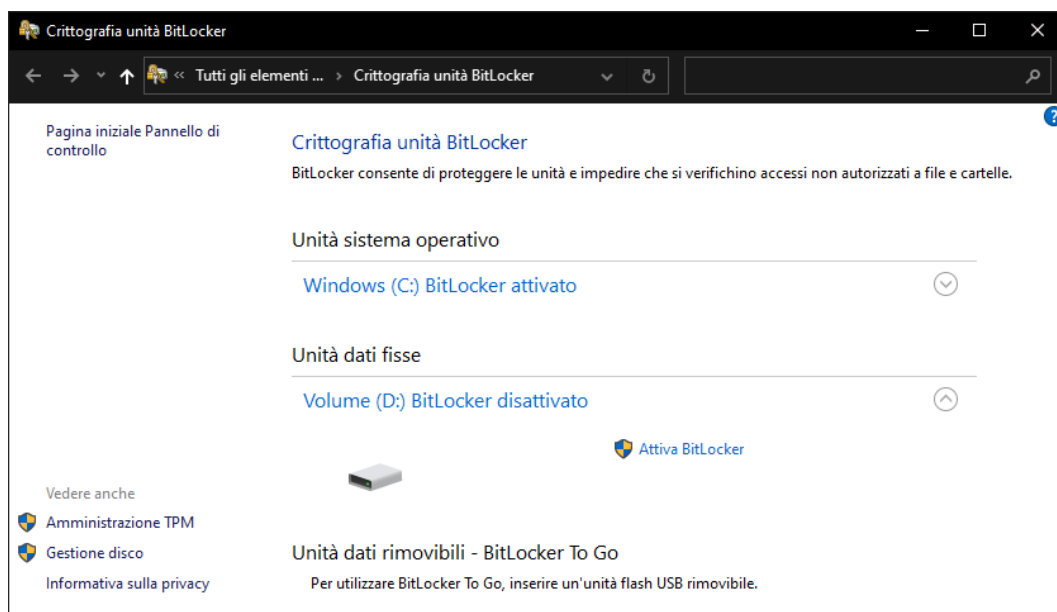 Crittografia unità BitLocker
« Tutti gli elementi ... › Crittografia unità BitLocker
?
Pagina iniziale Pannello di
controllo
Crittografia unità BitLocker
BitLocker consente di proteggere le unità e impedire che si verifichino accessi non autorizzati a file e cartelle.
Unità sistema operativo
Windows (C:) BitLocker attivato
Unità dati fisse
Volume (D:) BitLocker disattivato
Attiva BitLocker
Vedere anche
Amministrazione TPM
Gestione disco
Informativa sulla privacy
Unità dati rimovibili - BitLocker To Go
Per utilizzare BitLocker To Go, inserire un'unità flash USB rimovibile.